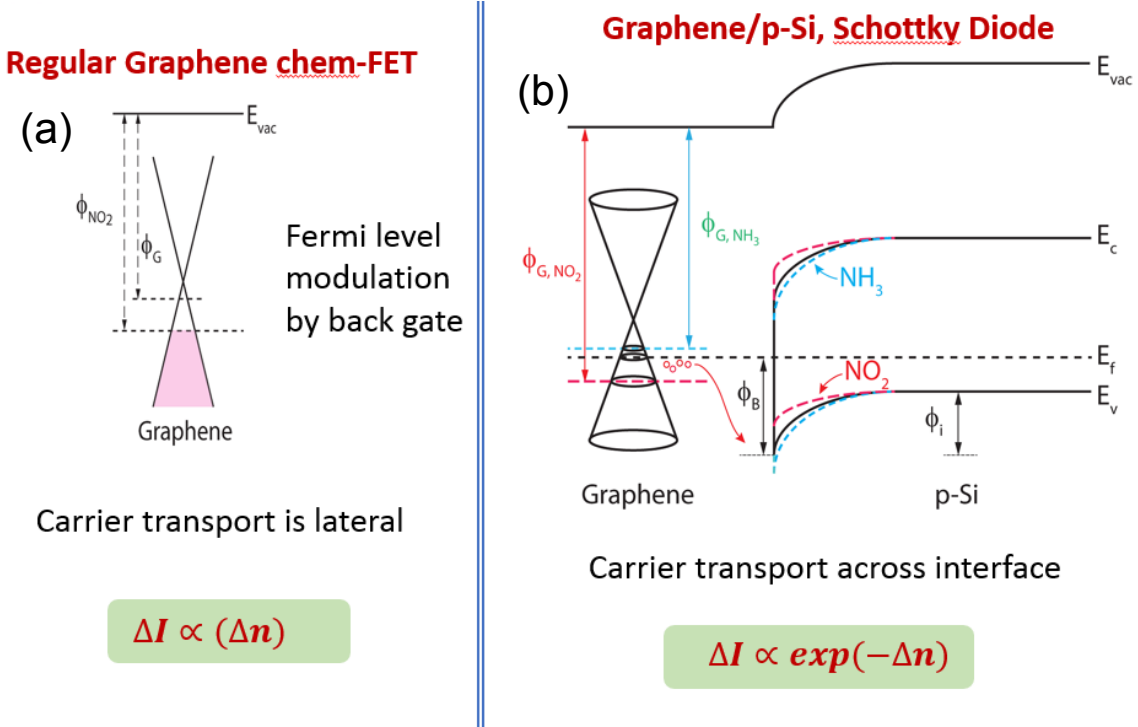 Regular Graphene chem-FET
(a)
E_vac
ϕ_NO₂
ϕ_G
Fermi level
modulation
by back gate
Graphene
Carrier transport is lateral
ΔI ∝ (Δn)
Graphene/p-Si, Schottky Diode
(b)
E_vac
ϕ_G, NH₃
ϕ_G, NO₂
E_c
NH₃
E_f
NO₂
E_v
ϕ_B
ϕ_i
Graphene
p-Si
Carrier transport across interface
ΔI ∝ exp(−Δn)